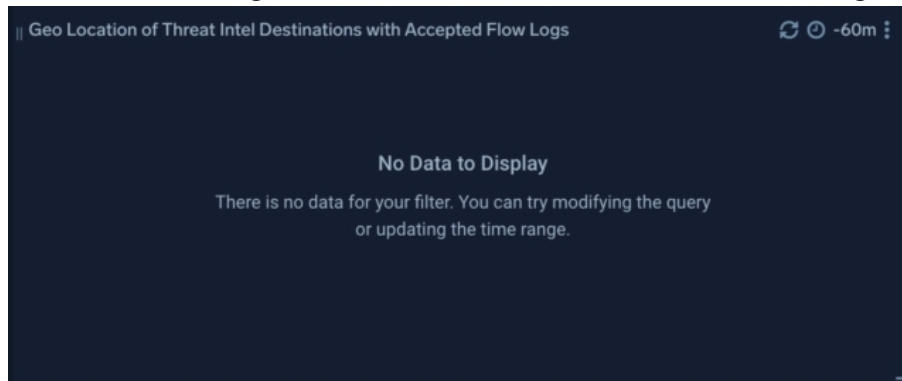 Geo Location of Threat Intel Destinations with Accepted Flow Logs -60m
No Data to Display
There is no data for your filter. You can try modifying the query
or updating the time range.